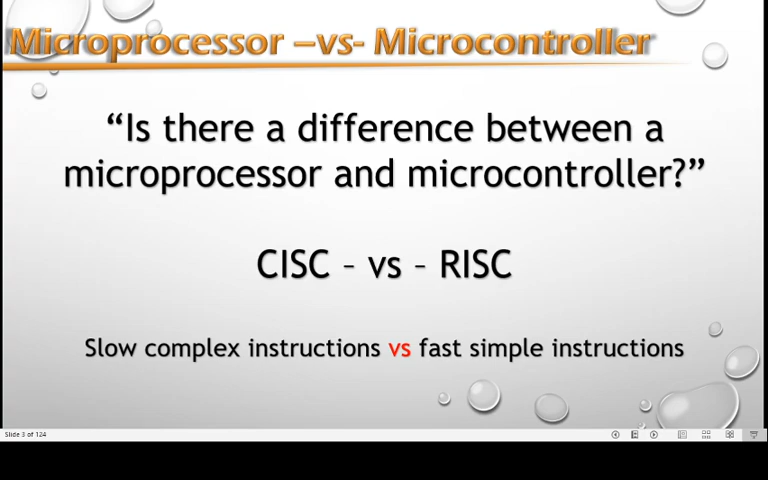 Microprocessor –vs- Microcontroller
“Is there a difference between a
microprocessor and microcontroller?”
CISC – vs – RISC
Slow complex instructions vs fast simple instructions
Slide 3 of 124